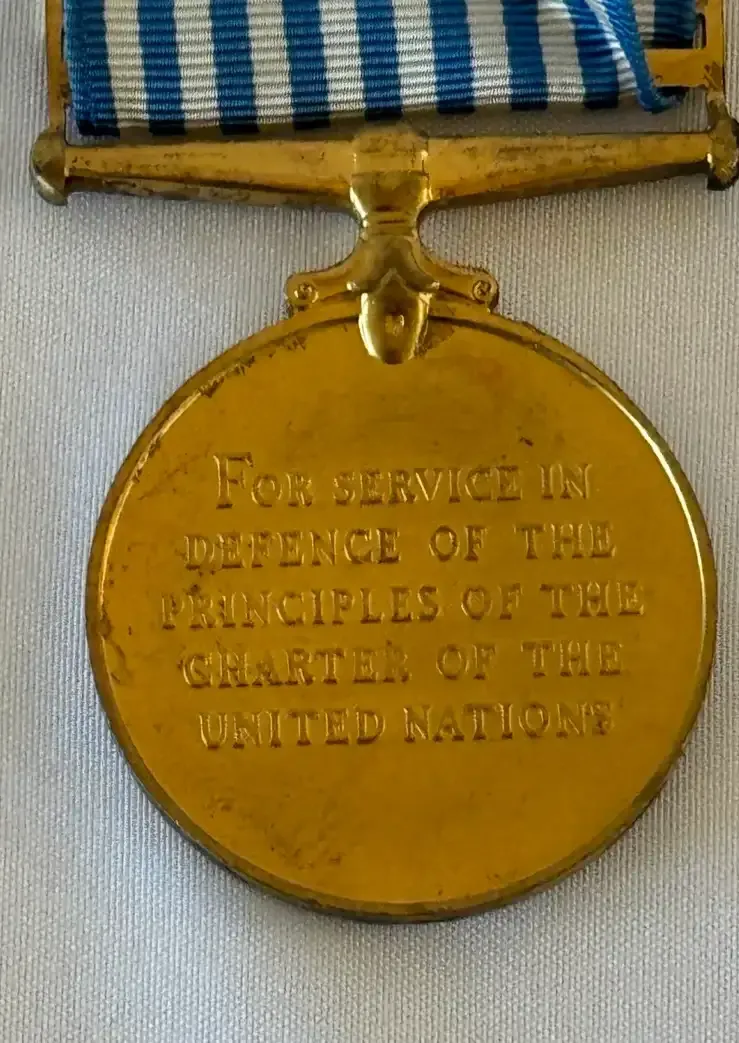 FOR SERVICE IN
DEFENCE OF THE
PRINCIPLES OF THE
CHARTER OF THE
UNITED NATIONS